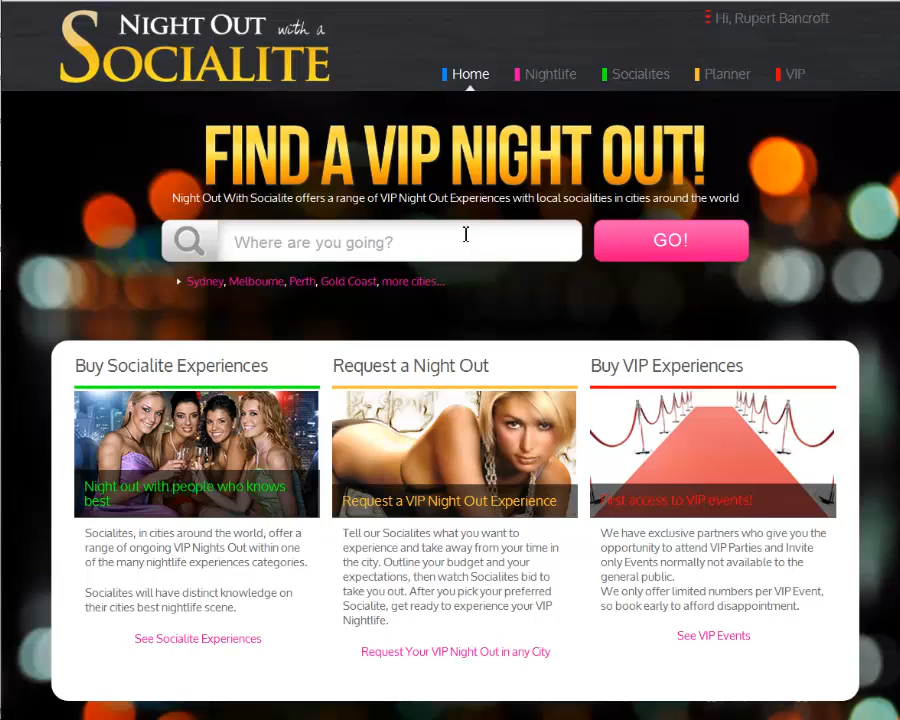 NIGHT OUT with a
SOCIALITE
Hi, Rupert Bancroft
Home
Nightlife
Socialites
Planner
VIP
FIND A VIP NIGHT OUT!
Night Out With Socialite offers a range of VIP Night Out Experiences with local socialities in cities around the world
Where are you going?
GO!
Sydney, Melbourne, Perth, Gold Coast, more cities...
Buy Socialite Experiences
Night out with people who knows
best
Socialites, in cities around the world, offer a
range of ongoing VIP Nights Out within one
of the many nightlife experiences categories.
Socialites will have distinct knowledge on
their cities best nightlife scene.
See Socialite Experiences
Request a Night Out
Request a VIP Night Out Experience
Tell our Socialites what you want to
experience and take away from your time in
the city. Outline your budget and your
expectations, then watch Socialites bid to
take you out. After you pick your preferred
Socialite, get ready to experience your VIP
Nightlife.
Request Your VIP Night Out in any City
Buy VIP Experiences
First access to VIP events!
We have exclusive partners who give you the
opportunity to attend VIP Parties and Invite
only Events normally not available to the
general public.
We only offer limited numbers per VIP Event,
so book early to afford disappointment.
See VIP Events